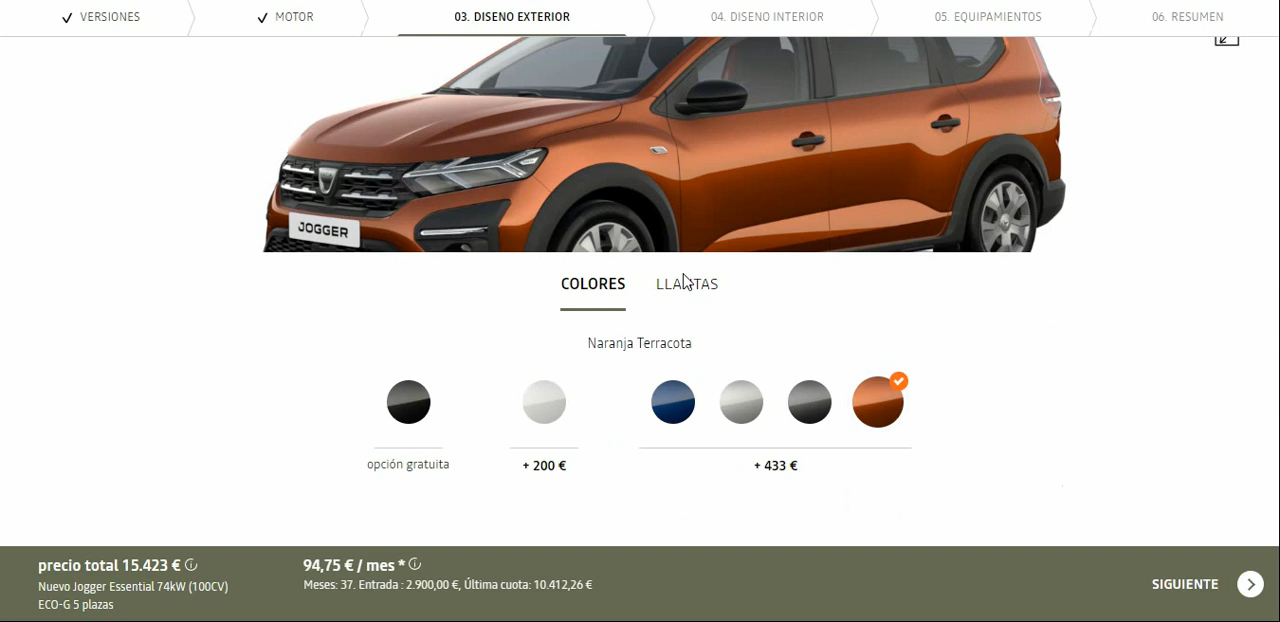 VERSIONES
MOTOR
03. DISENO EXTERIOR
04. DISENO INTERIOR
05. EQUIPAMIENTOS
06. RESUMEN
JOGGER
COLORES
LLANTAS
Naranja Terracota
opción gratuita
+ 200 €
+ 433 €
precio total 15.423 €
Nuevo Jogger Essential 74kW (100CV)
ECO-G 5 plazas
94,75 € / mes *
Meses: 37. Entrada : 2.900,00 €, Última cuota: 10.412,26 €
SIGUIENTE